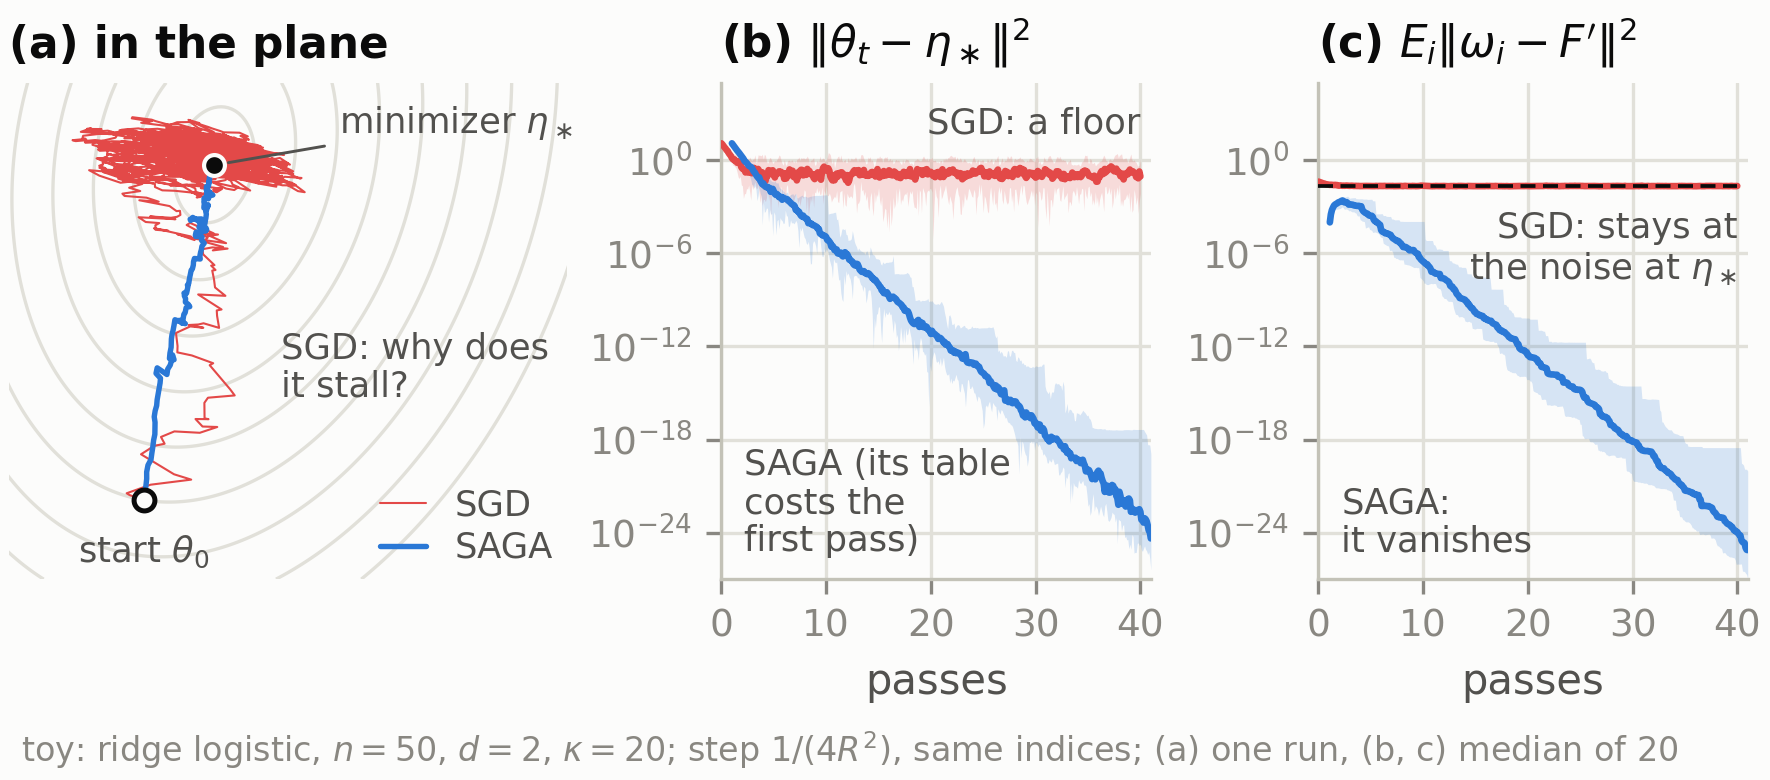 (a) in the plane
minimizer η∗
SGD: why does
it stall?
SGD
SAGA
start θ₀
(b) ‖θₜ − η∗‖²
SGD: a floor
10⁰
10⁻⁶
10⁻¹²
10⁻¹⁸
10⁻²⁴
SAGA (its table
costs the
first pass)
0 10 20 30 40
passes
(c) Eᵢ‖ωᵢ − F′‖²
10⁰
10⁻⁶
10⁻¹²
10⁻¹⁸
10⁻²⁴
SGD: stays at
the noise at η∗
SAGA:
it vanishes
0 10 20 30 40
passes
toy: ridge logistic, n = 50, d = 2, κ = 20; step 1/(4R²), same indices; (a) one run, (b, c) median of 20